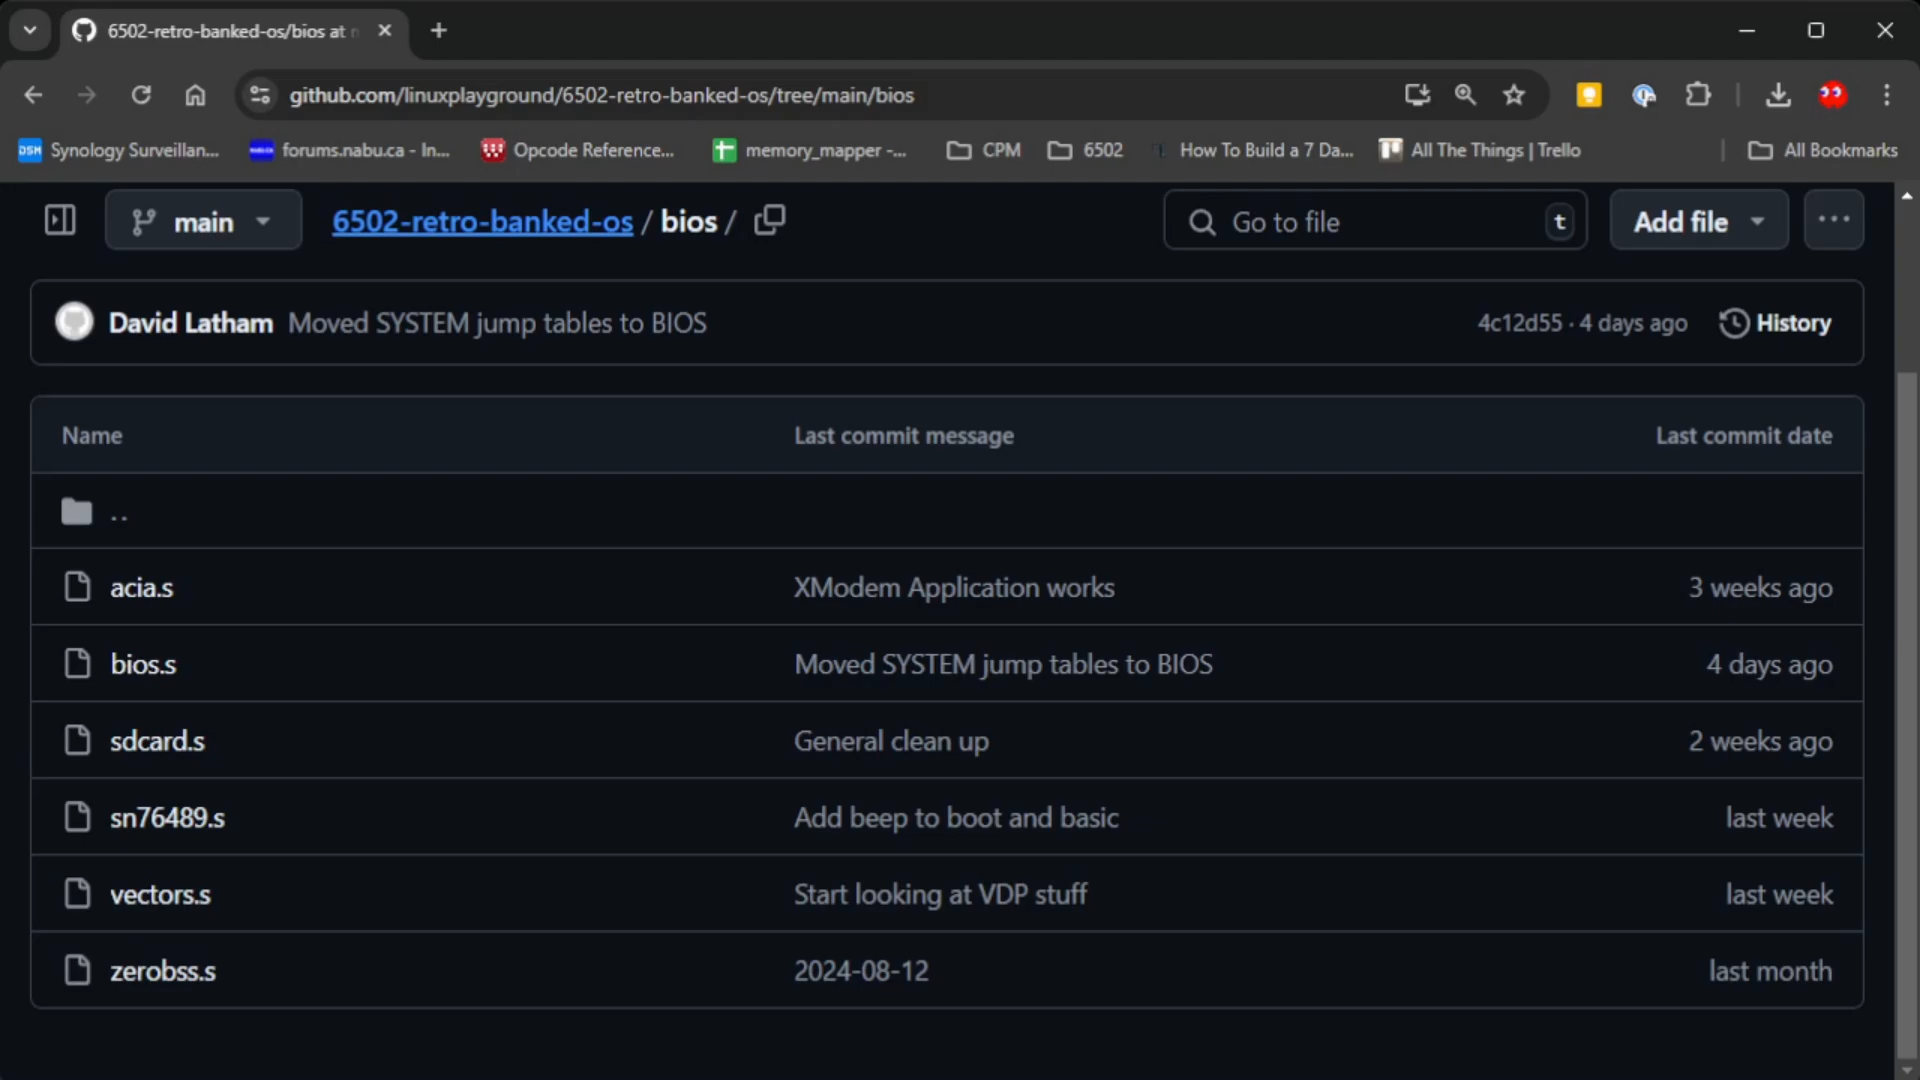 6502-retro-banked-os/bios at
github.com/linuxplayground/6502-retro-banked-os/tree/main/bios
DSM Synology Surveillan... forums.nabu.ca - In... Opcode Reference... memory_mapper -... CPM 6502 How To Build a 7 Da... All The Things | Trello All Bookmarks
main 6502-retro-banked-os / bios / Go to file t Add file ...
David Latham Moved SYSTEM jump tables to BIOS 4c12d55 · 4 days ago History
Name Last commit message Last commit date
..
acia.s XModem Application works 3 weeks ago
bios.s Moved SYSTEM jump tables to BIOS 4 days ago
sdcard.s General clean up 2 weeks ago
sn76489.s Add beep to boot and basic last week
vectors.s Start looking at VDP stuff last week
zerobss.s 2024-08-12 last month